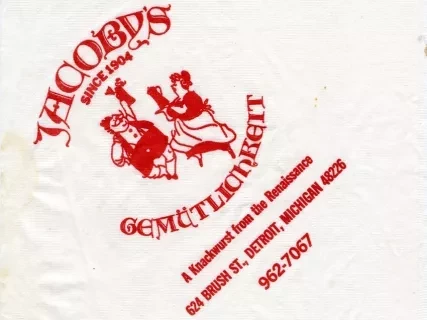 JACOBY'S
SINCE 1904
GEMÜTLICHKEIT
A Knackwurst from the Renaissance
624 BRUSH ST., DETROIT, MICHIGAN 48226
962-7067